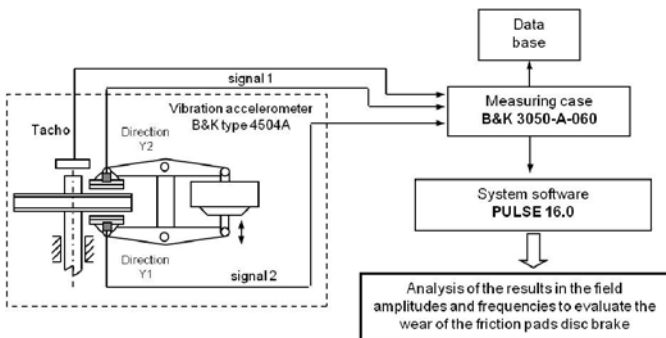 Data
base
signal 1
Vibration accelerometer
B&K type 4504A
Measuring case
B&K 3050-A-060
Tacho
Direction
Y2
System software
PULSE 16.0
Direction
Y1
signal 2
Analysis of the results in the field
amplitudes and frequencies to evaluate the
wear of the friction pads disc brake